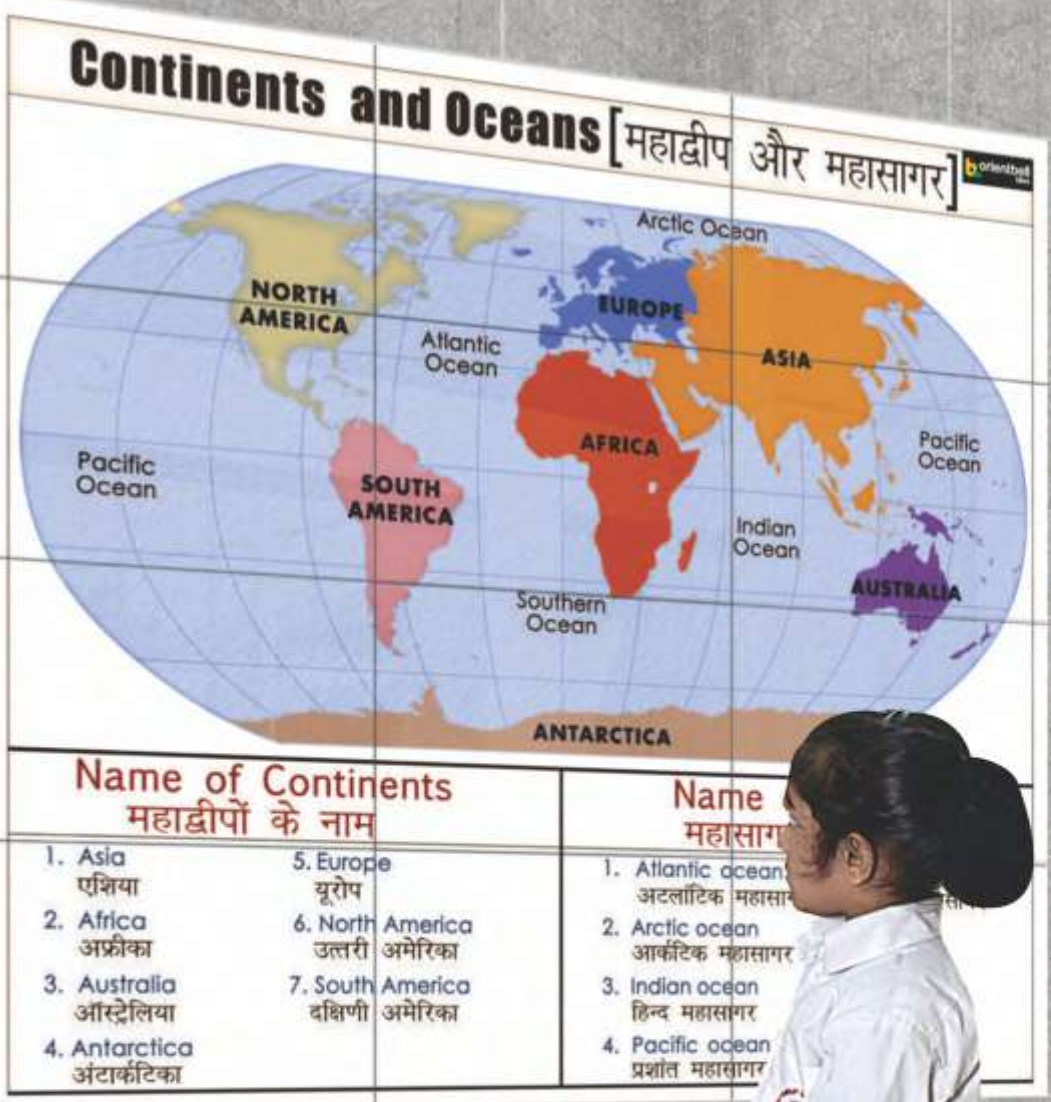 Continents and Oceans [महाद्वीप और महासागर]
orientbell
Arctic Ocean
NORTH
AMERICA
EUROPE
Atlantic
Ocean
ASIA
AFRICA
Pacific
Ocean
Pacific
Ocean
SOUTH
AMERICA
Indian
Ocean
AUSTRALIA
Southern
Ocean
ANTARCTICA
Name of Continents
महाद्वीपों के नाम
1. Asia
एशिया
2. Africa
अफ्रीका
3. Australia
ऑस्ट्रेलिया
4. Antarctica
अंटार्कटिका
5. Europe
यूरोप
6. North America
उत्तरी अमेरिका
7. South America
दक्षिणी अमेरिका
Name
1. Atlantic ocean
अटलांटिक
2. Arctic ocean
आर्कटिक महासागर
3. Indian ocean
हिन्द महासागर
4. Pacific ocean
प्रशांत महासागर